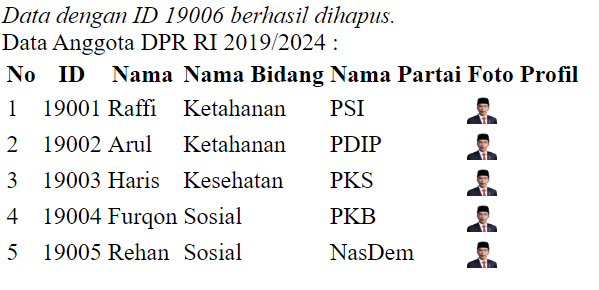 Data dengan ID 19006 berhasil dihapus.
Data Anggota DPR RI 2019/2024 :
No ID Nama Nama Bidang Nama Partai Foto Profil
1 19001 Raffi Ketahanan PSI
2 19002 Arul Ketahanan PDIP
3 19003 Haris Kesehatan PKS
4 19004 Furqon Sosial PKB
5 19005 Rehan Sosial NasDem